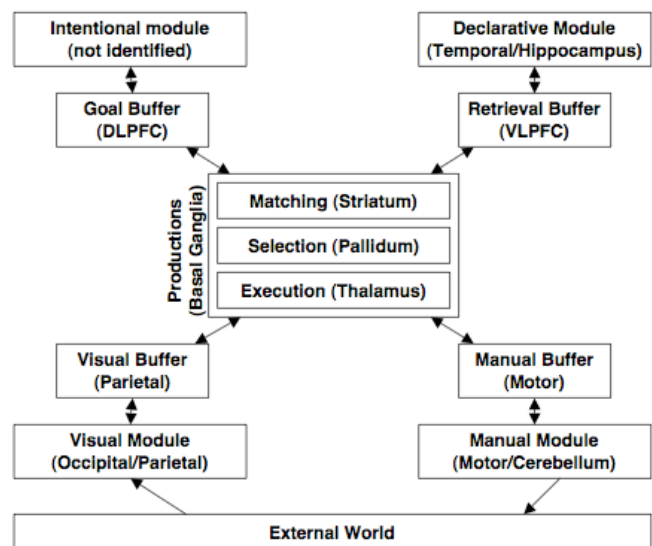 Intentional module
(not identified)
Declarative Module
(Temporal/Hippocampus)
Goal Buffer
(DLPFC)
Retrieval Buffer
(VLPFC)
Productions
(Basal Ganglia)
Matching (Striatum)
Selection (Pallidum)
Execution (Thalamus)
Visual Buffer
(Parietal)
Manual Buffer
(Motor)
Visual Module
(Occipital/Parietal)
Manual Module
(Motor/Cerebellum)
External World